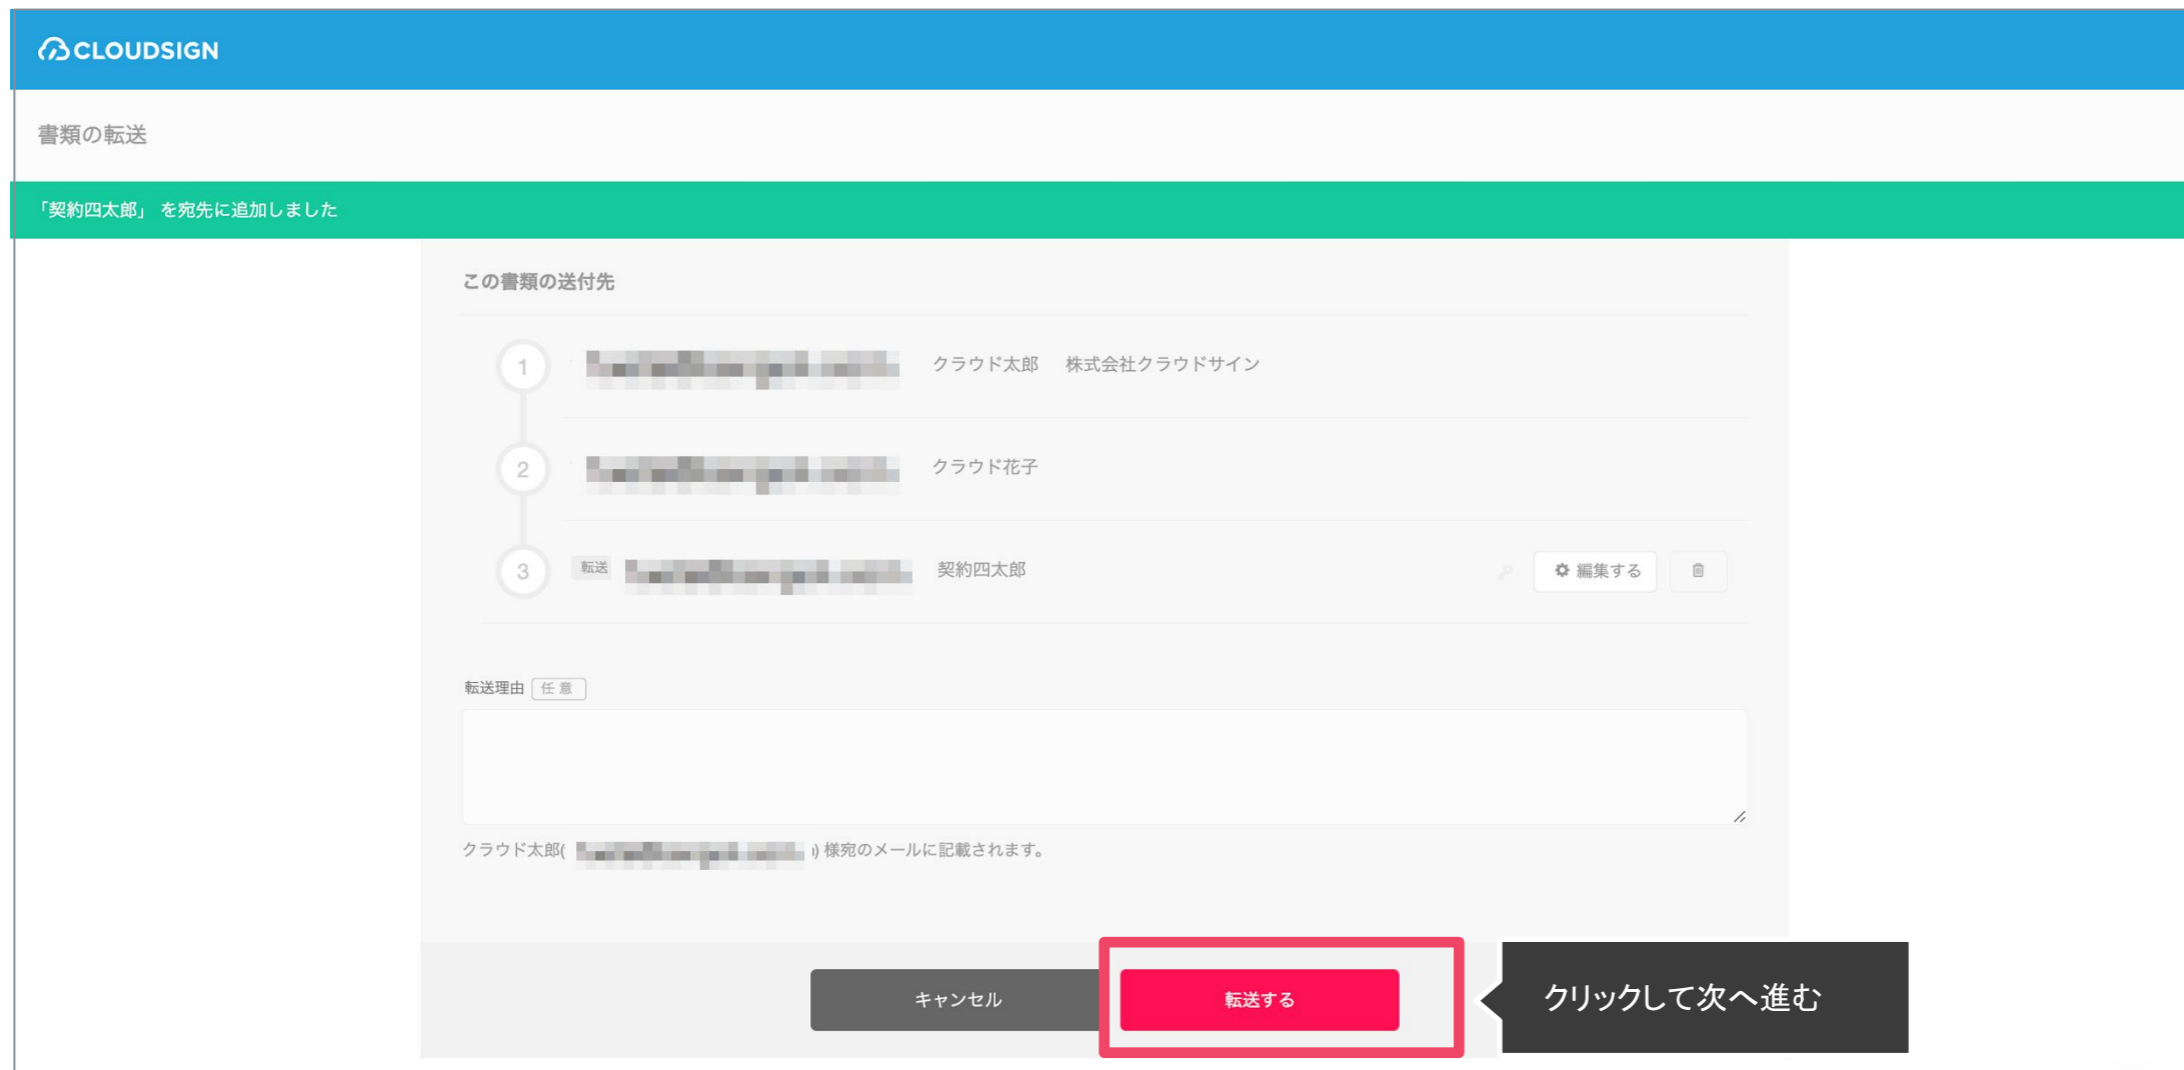 CLOUDSIGN
書類の転送
「契約四太郎」 を宛先に追加しました
この書類の送付先
1 クラウド太郎 株式会社クラウドサイン
2 クラウド花子
3 転送 契約四太郎 編集する
転送理由 任意
クラウド太郎( ) 様宛のメールに記載されます。
キャンセル 転送する クリックして次へ進む